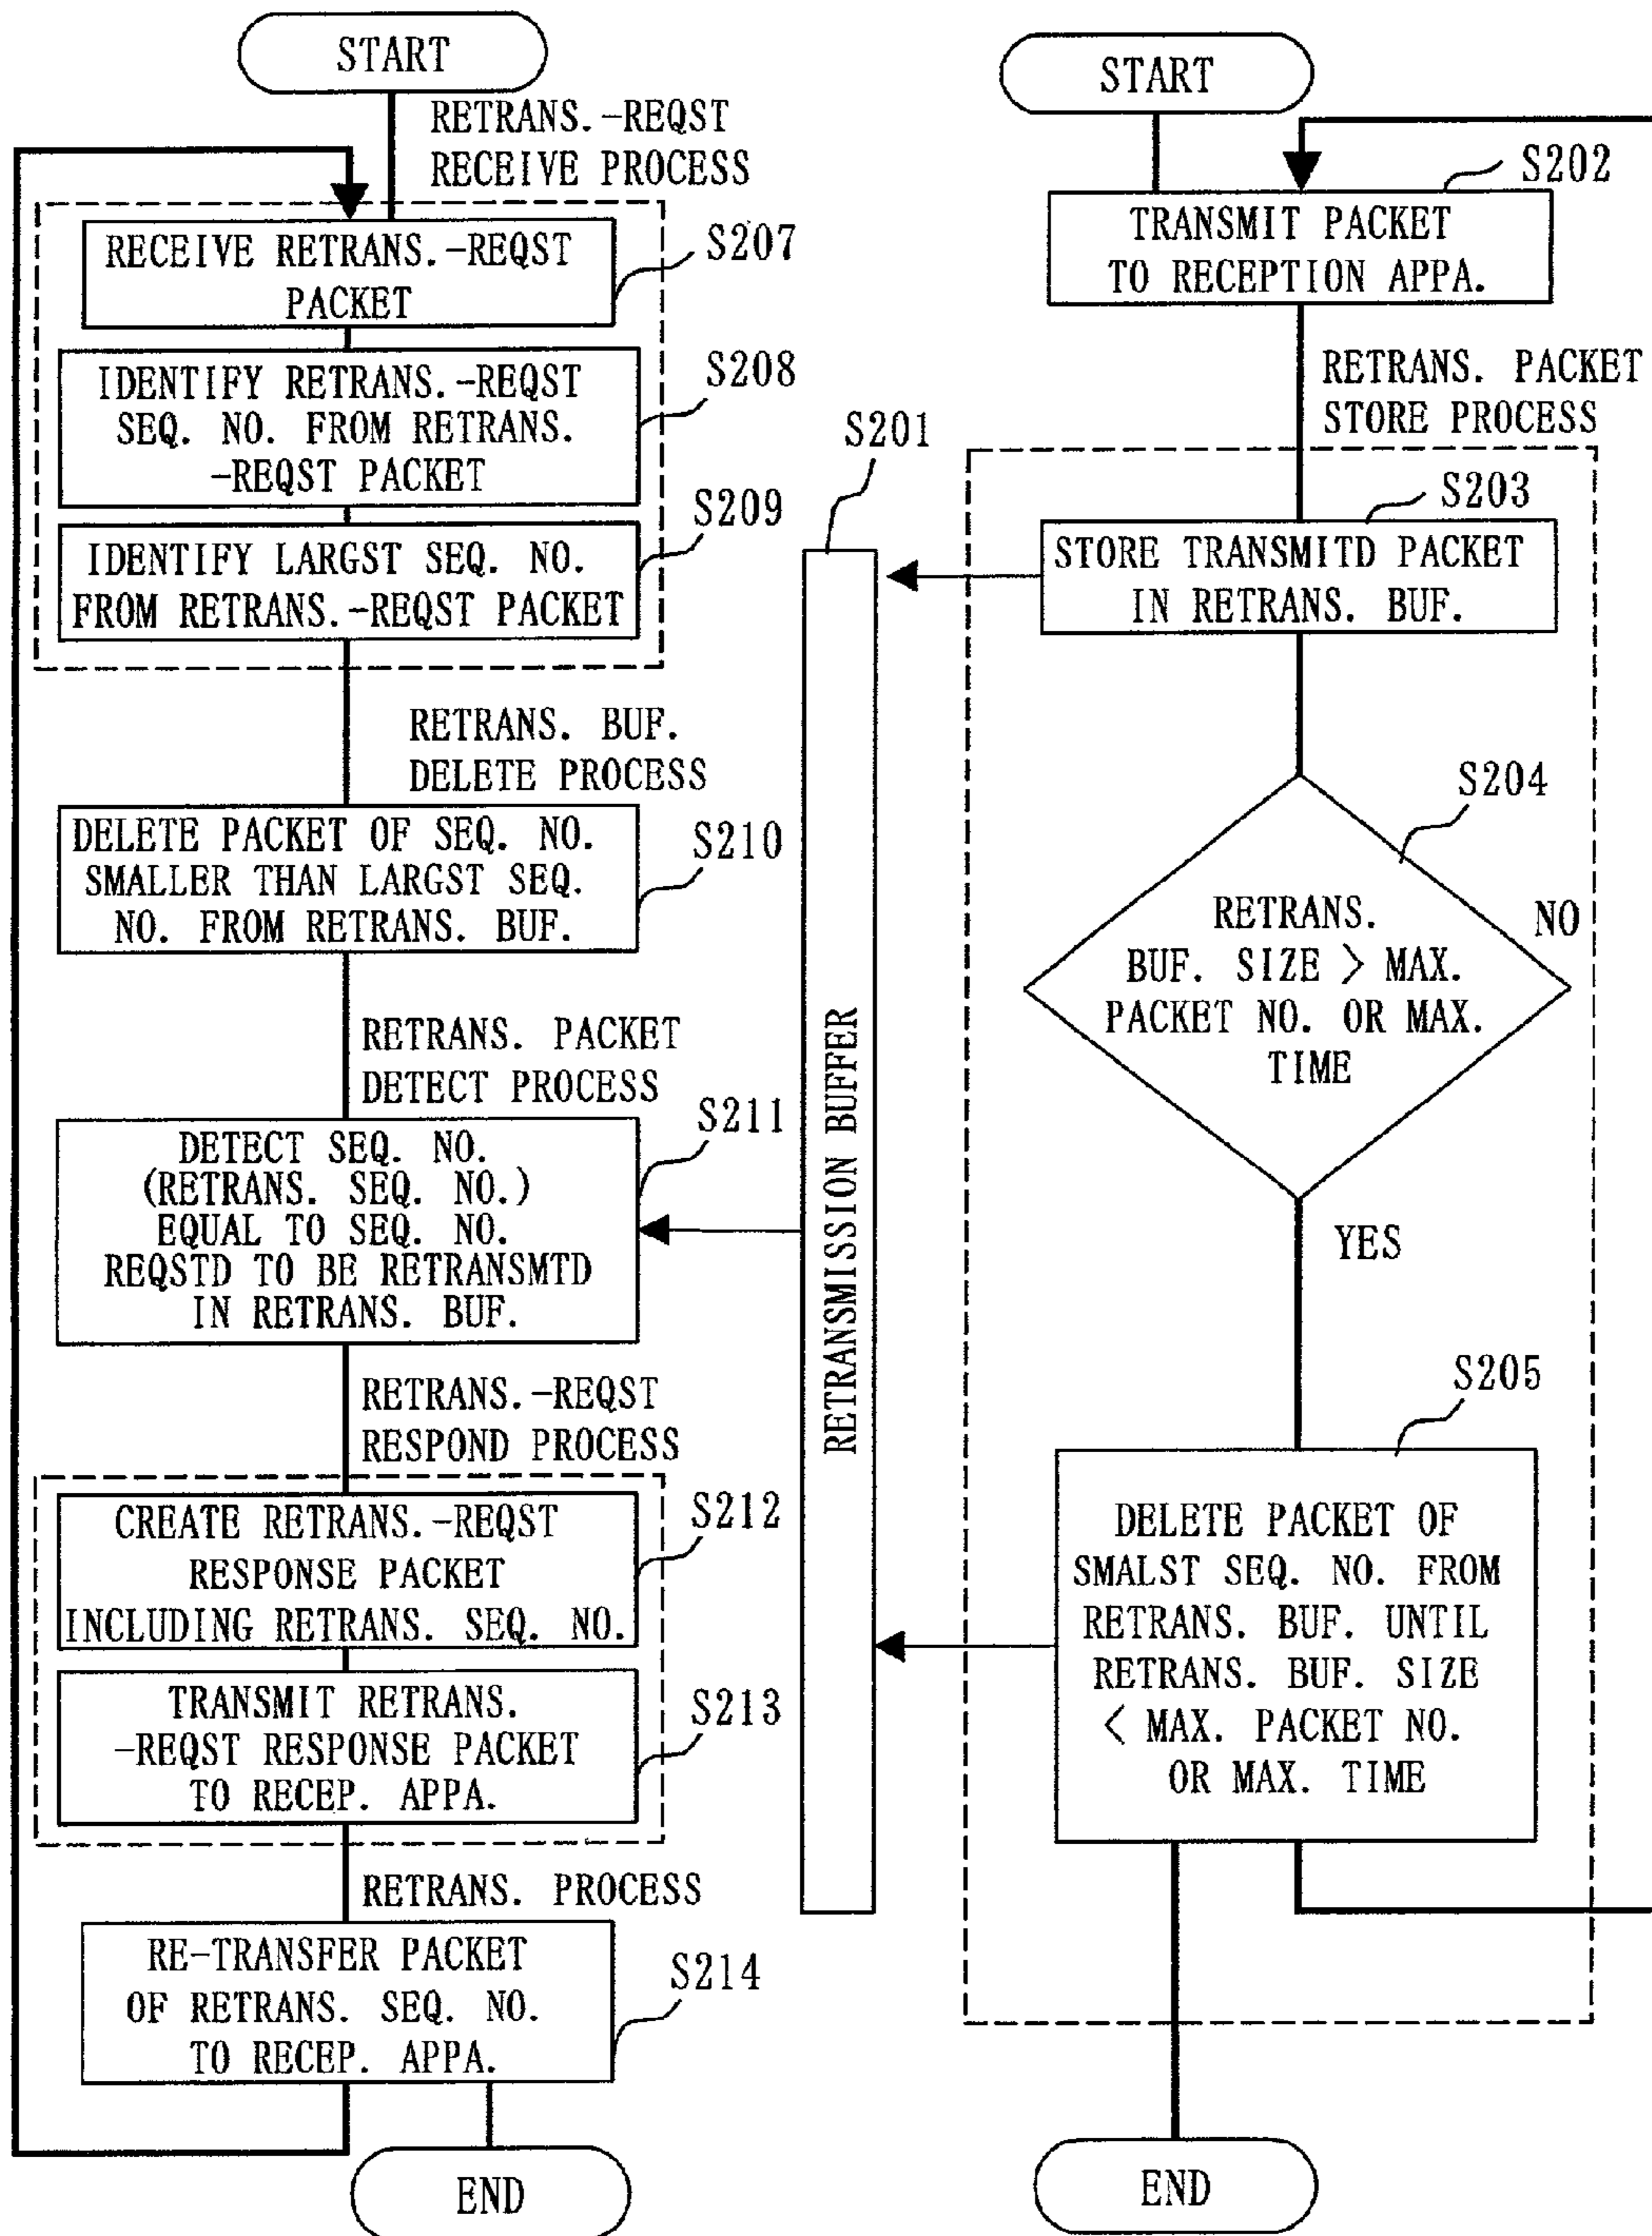 START
RETRANS.-REQST
RECEIVE PROCESS
RECEIVE RETRANS.-REQST
PACKET
S207
IDENTIFY RETRANS.-REQST
SEQ. NO. FROM RETRANS.
-REQST PACKET
S208
IDENTIFY LARGST SEQ. NO.
FROM RETRANS.-REQST PACKET
S209
RETRANS. BUF.
DELETE PROCESS
DELETE PACKET OF SEQ. NO.
SMALLER THAN LARGST SEQ.
NO. FROM RETRANS. BUF.
S210
RETRANS. PACKET
DETECT PROCESS
DETECT SEQ. NO.
(RETRANS. SEQ. NO.)
EQUAL TO SEQ. NO.
REQSTD TO BE RETRANSMTD
IN RETRANS. BUF.
S211
RETRANS.-REQST
RESPOND PROCESS
CREATE RETRANS.-REQST
RESPONSE PACKET
INCLUDING RETRANS. SEQ. NO.
S212
TRANSMIT RETRANS.
-REQST RESPONSE PACKET
TO RECEP. APPA.
S213
RETRANS. PROCESS
RE-TRANSFER PACKET
OF RETRANS. SEQ. NO.
TO RECEP. APPA.
S214
END
S201
RETRANSMISSION BUFFER
START
S202
TRANSMIT PACKET
TO RECEPTION APPA.
RETRANS. PACKET
STORE PROCESS
S203
STORE TRANSMITD PACKET
IN RETRANS. BUF.
S204
RETRANS.
BUF. SIZE > MAX.
PACKET NO. OR MAX.
TIME
NO
YES
S205
DELETE PACKET OF
SMALST SEQ. NO. FROM
RETRANS. BUF. UNTIL
RETRANS. BUF. SIZE
< MAX. PACKET NO.
OR MAX. TIME
END